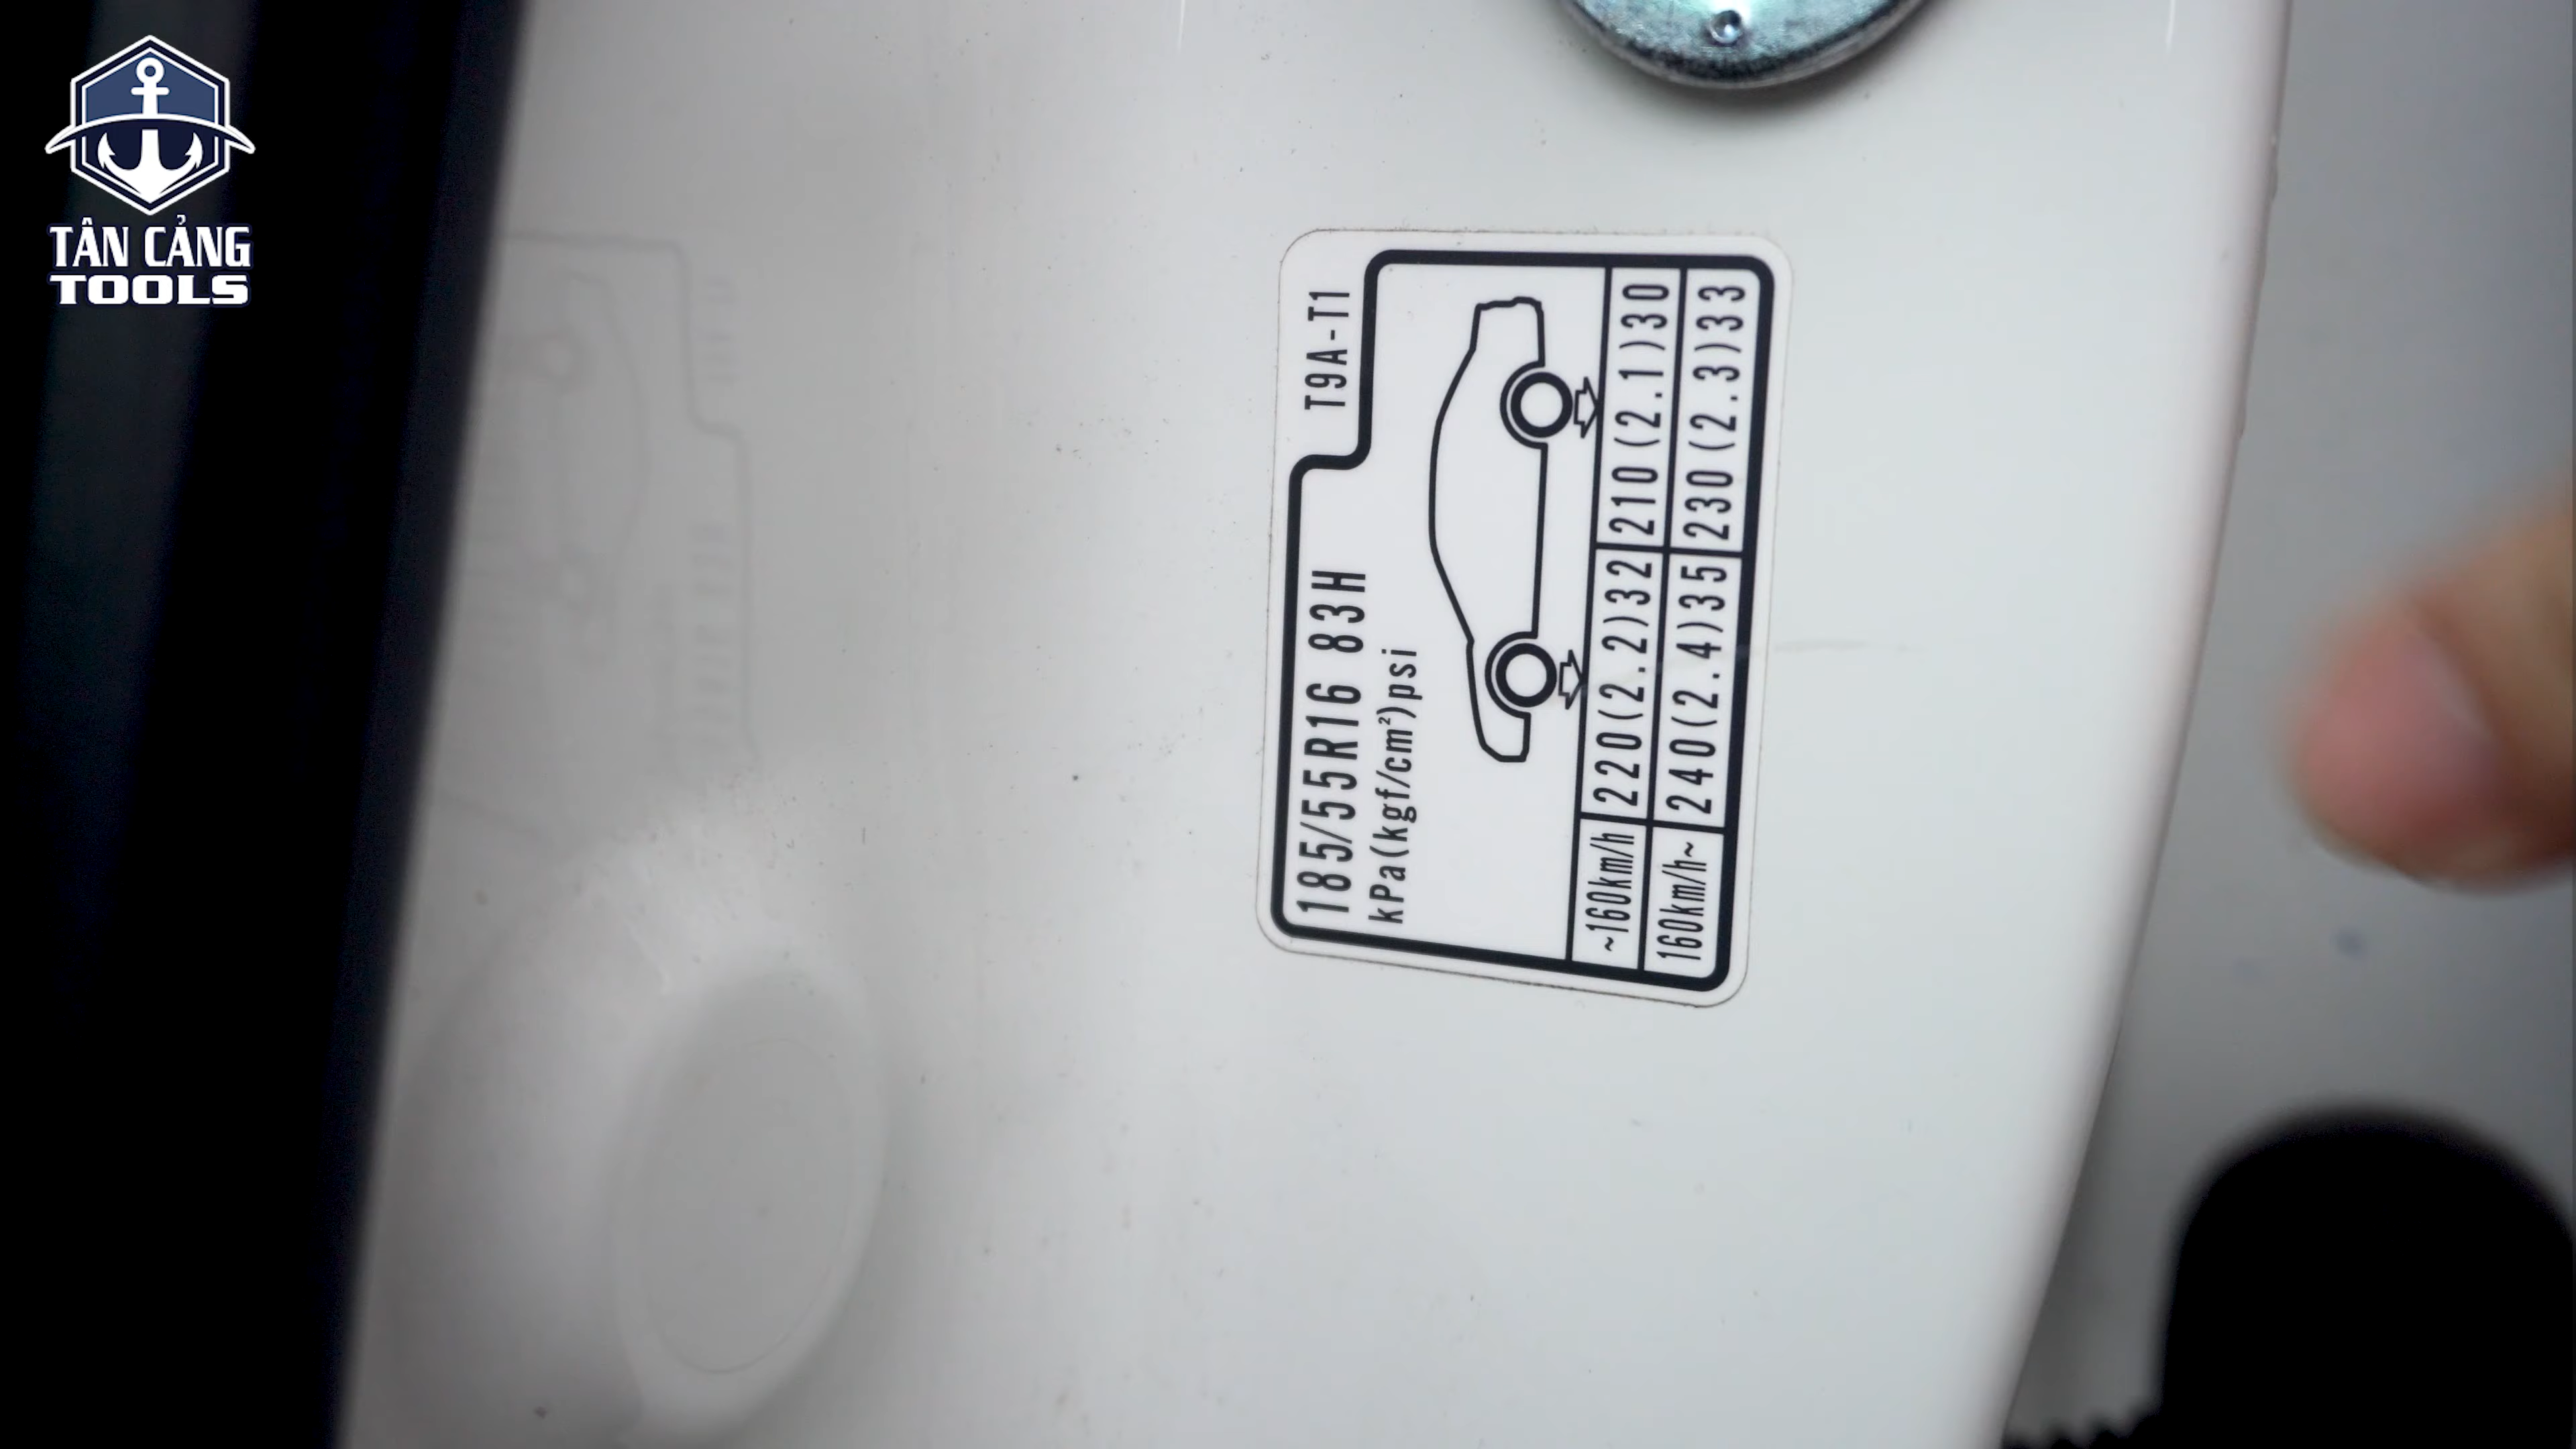 TÂN CẢNG
TOOLS
185/55R16 83H
T9A-T1
kPa(kgf/cm²)psi
~160km/h 220(2.2)32 210(2.1)30
160km/h~ 240(2.4)35 230(2.3)33